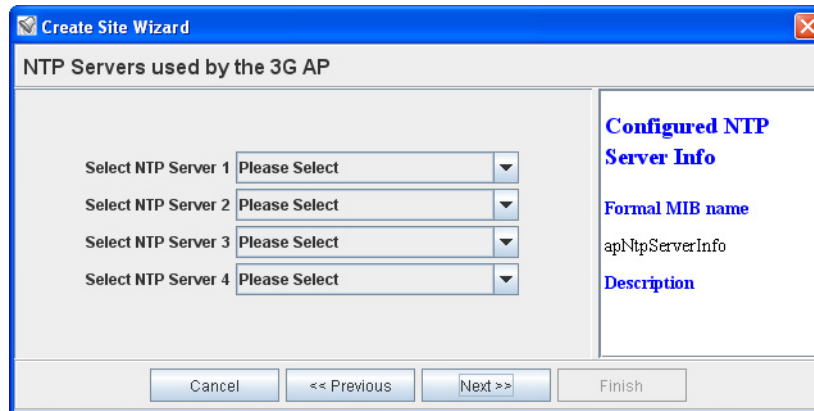 Create Site Wizard
NTP Servers used by the 3G AP
Select NTP Server 1 Please Select
Select NTP Server 2 Please Select
Select NTP Server 3 Please Select
Select NTP Server 4 Please Select
Configured NTP
Server Info
Formal MIB name
apNtpServerInfo
Description
Cancel << Previous Next >> Finish